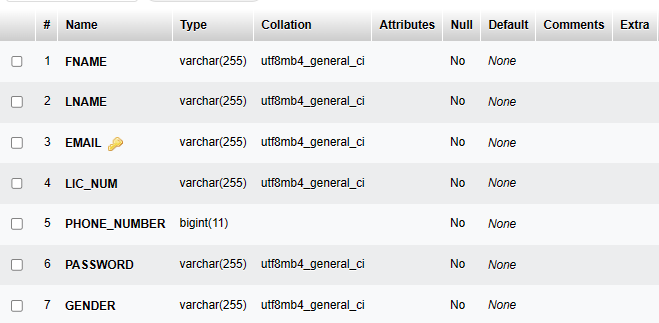 # Name Type Collation Attributes Null Default Comments Extra
1 FNAME varchar(255) utf8mb4_general_ci No None
2 LNAME varchar(255) utf8mb4_general_ci No None
3 EMAIL varchar(255) utf8mb4_general_ci No None
4 LIC_NUM varchar(255) utf8mb4_general_ci No None
5 PHONE_NUMBER bigint(11) No None
6 PASSWORD varchar(255) utf8mb4_general_ci No None
7 GENDER varchar(255) utf8mb4_general_ci No None